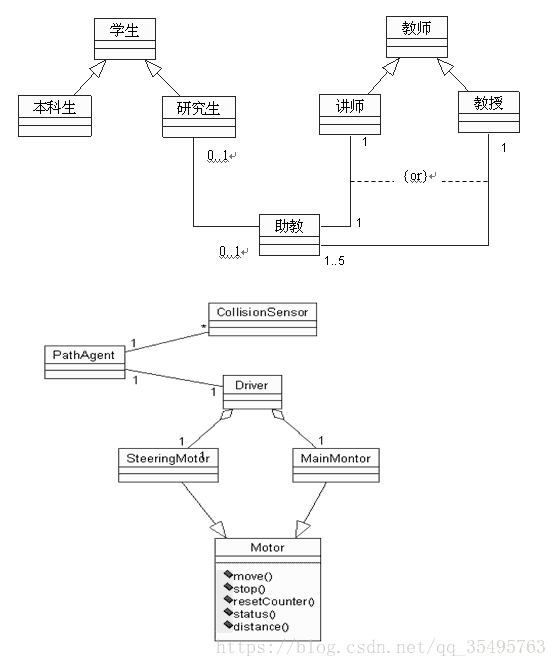 学生
教师
本科生
研究生
讲师
教授
0..1
1
1
{or}
助教
1
0..1
1..5
CollisionSensor
*
1
PathAgent
1
1
Driver
1
1
SteeringMotor
1
MainMontor
Motor
move()
stop()
resetCounter()
status()
distance()
https://blog.csdn.net/qq_35495763